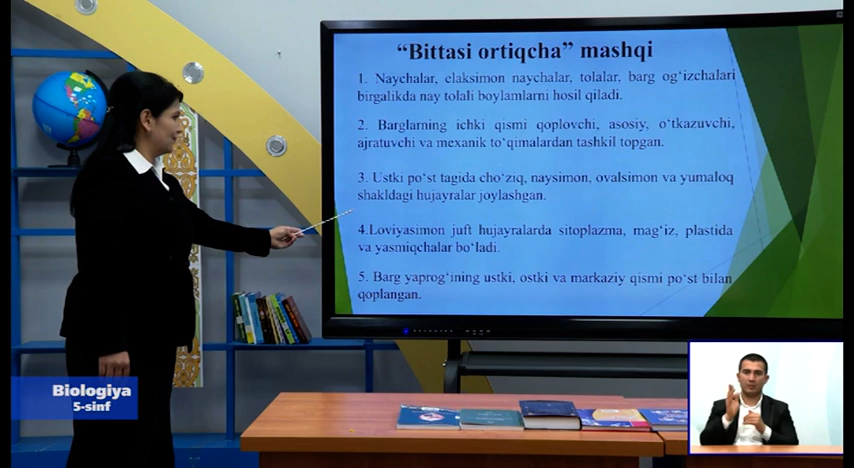 “Bittasi ortiqcha” mashqi
1. Naychalar, elaksimon naychalar, tolalar, barg og‘izchalari
birgalikda nay tolali boylamlarni hosil qiladi.
2. Barglarning ichki qismi qoplovchi, asosiy, o‘tkazuvchi,
ajratuvchi va mexanik to‘qimalardan tashkil topgan.
3. Ustki po‘st tagida cho‘ziq, naysimon, ovalsimon va yumaloq
shakldagi hujayralar joylashgan.
4.Loviyasimon juft hujayralarda sitoplazma, mag‘iz, plastida
va yasmiqchalar bo‘ladi.
5. Barg yaprog‘ining ustki, ostki va markaziy qismi po‘st bilan
qoplangan.
Biologiya
5-sinf